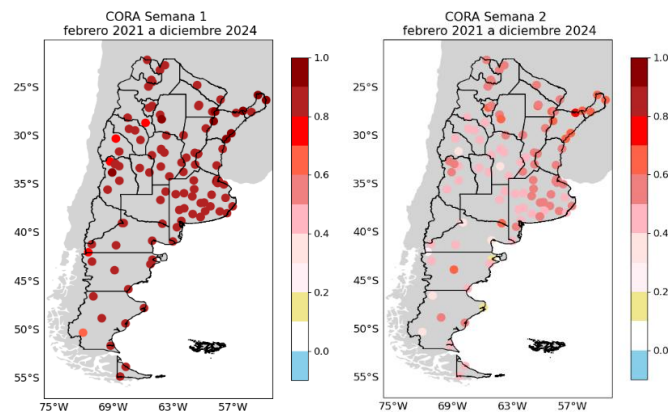 CORA Semana 1
febrero 2021 a diciembre 2024
25°S
30°S
35°S
40°S
45°S
50°S
55°S
75°W 69°W 63°W 57°W
1.0
0.8
0.6
0.4
0.2
0.0
CORA Semana 2
febrero 2021 a diciembre 2024
25°S
30°S
35°S
40°S
45°S
50°S
55°S
75°W 69°W 63°W 57°W
1.0
0.8
0.6
0.4
0.2
0.0